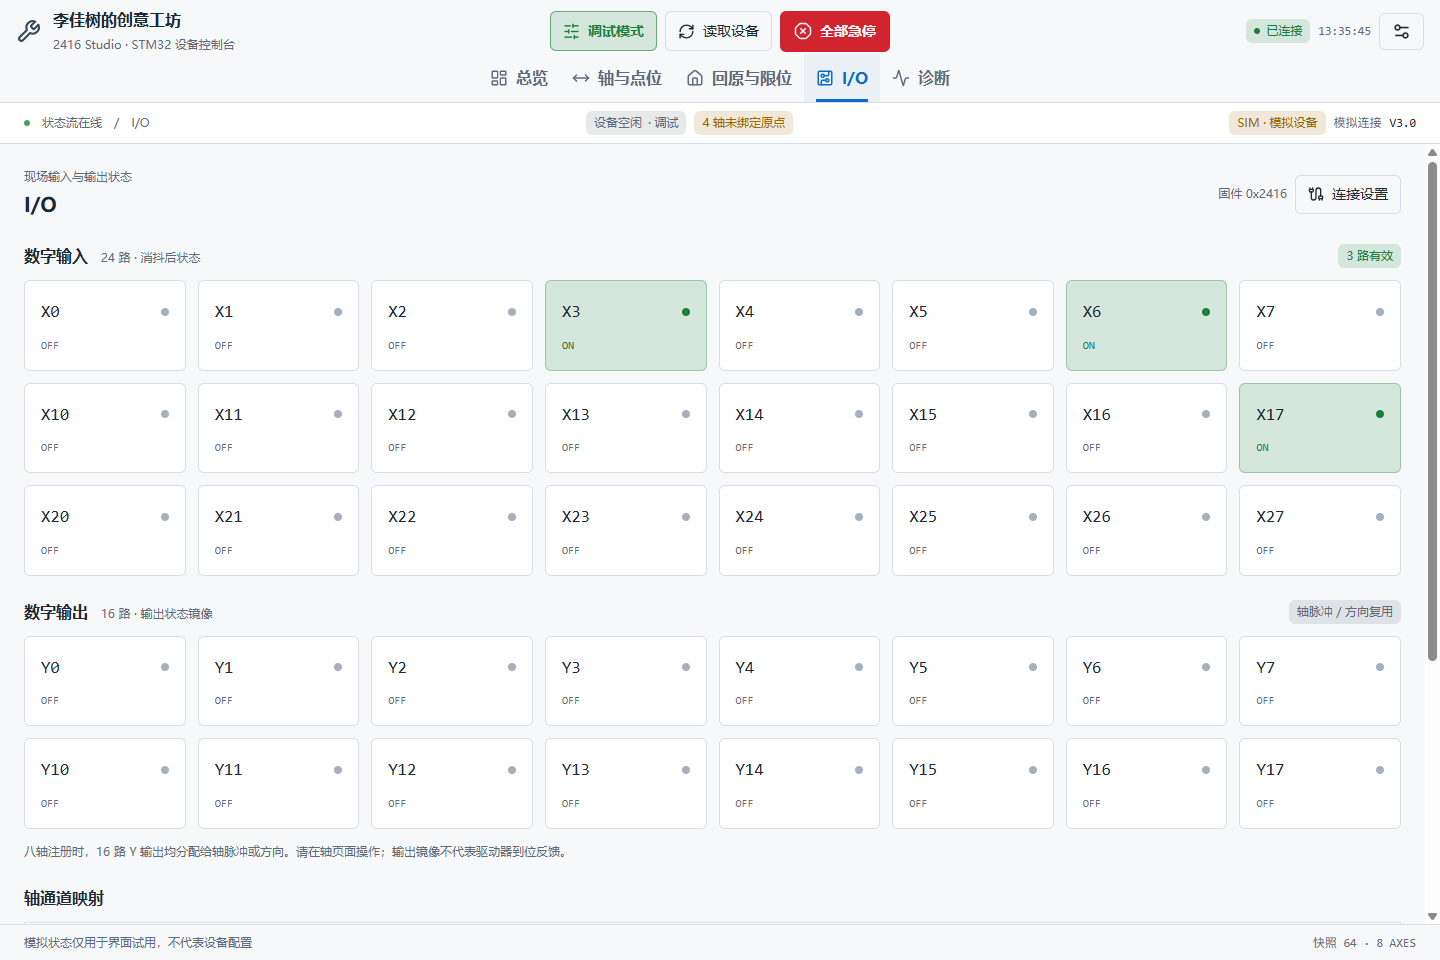 李佳树的创意工坊
2416 Studio · STM32 设备控制台
调试模式
读取设备
全部急停
已连接
13:35:45
总览
轴与点位
回原与限位
I/O
诊断
状态流在线 / I/O
设备空闲 · 调试
4 轴未绑定原点
SIM · 模拟设备
模拟连接 V3.0
现场输入与输出状态
I/O
固件 0x2416
连接设置
数字输入 24 路 · 消抖后状态
3 路有效
X0 X1 X2 X3 X4 X5 X6 X7
OFF OFF OFF ON OFF OFF ON OFF
X10 X11 X12 X13 X14 X15 X16 X17
OFF OFF OFF OFF OFF OFF OFF ON
X20 X21 X22 X23 X24 X25 X26 X27
OFF OFF OFF OFF OFF OFF OFF OFF
数字输出 16 路 · 输出状态镜像
轴脉冲 / 方向复用
Y0 Y1 Y2 Y3 Y4 Y5 Y6 Y7
OFF OFF OFF OFF OFF OFF OFF OFF
Y10 Y11 Y12 Y13 Y14 Y15 Y16 Y17
OFF OFF OFF OFF OFF OFF OFF OFF
八轴注册时，16 路 Y 输出均分配给轴脉冲或方向。请在轴页面操作；输出镜像不代表驱动器到位反馈。
轴通道映射
模拟状态仅用于界面试用，不代表设备配置
快照 64 · 8 AXES